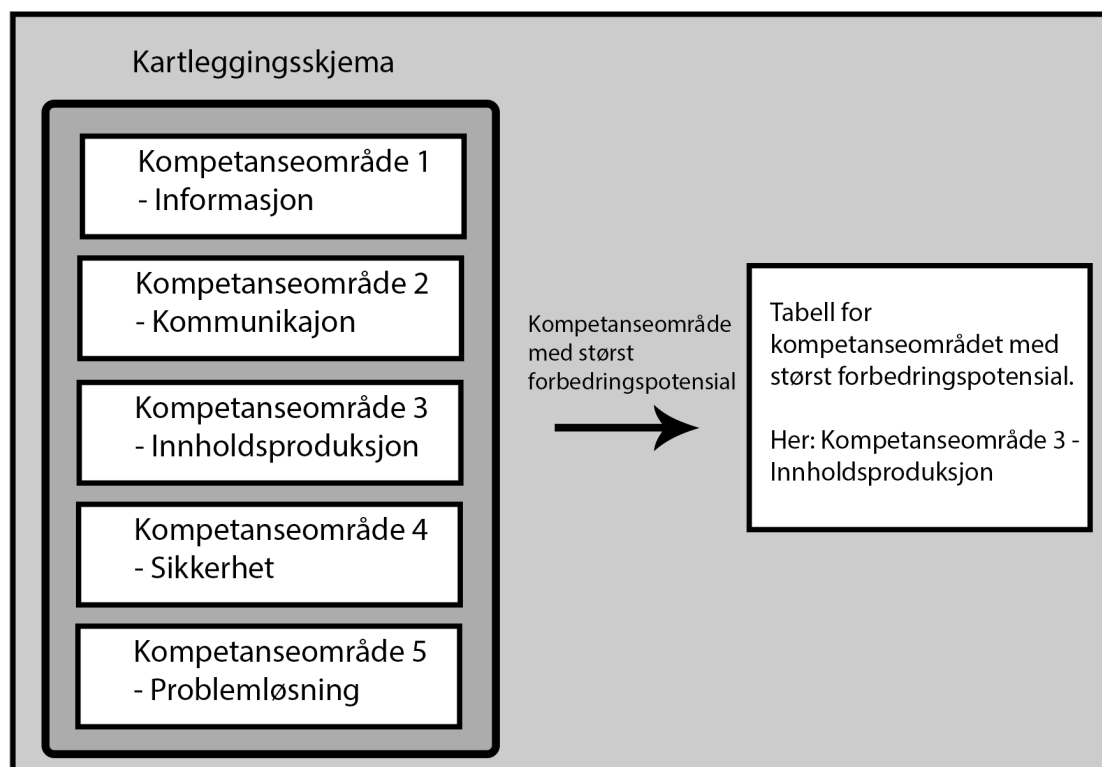 Kartleggingsskjema
Kompetanseområde 1
- Informasjon
Kompetanseområde 2
- Kommunikajon
Kompetanseområde 3
- Innholdsproduksjon
Kompetanseområde 4
- Sikkerhet
Kompetanseområde 5
- Problemløsning
Kompetanseområde
med størst
forbedringspotensial
Tabell for
kompetanseområdet med
størst forbedringspotensial.
Her: Kompetanseområde 3 -
Innholdsproduksjon